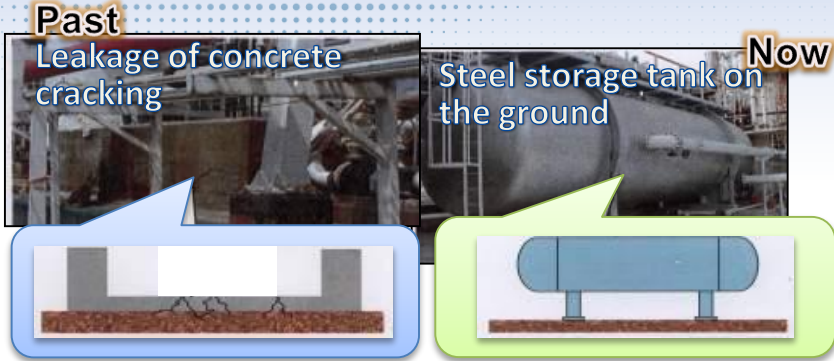 Past
Leakage of concrete
cracking
Now
Steel storage tank on
the ground